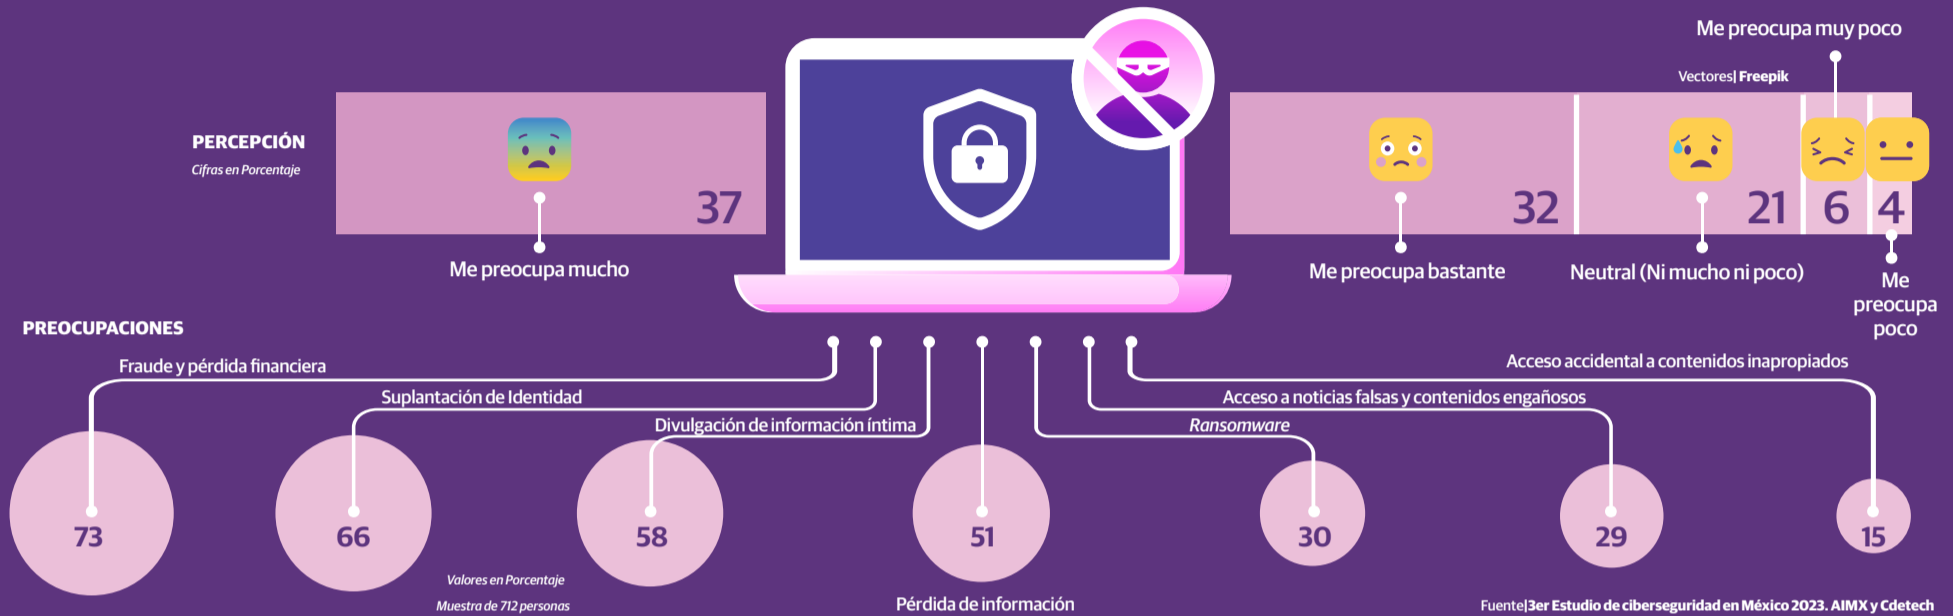 PERCEPCIÓN
Cifras en Porcentaje
37
Me preocupa mucho
32
Me preocupa bastante
21
Neutral (Ni mucho ni poco)
Me preocupa muy poco
Vectores| Freepik
6
4
Me
preocupa
poco
PREOCUPACIONES
Fraude y pérdida financiera
73
Suplantación de Identidad
66
Divulgación de información íntima
58
51
Pérdida de información
Ransomware
30
Acceso a noticias falsas y contenidos engañosos
29
Acceso accidental a contenidos inapropiados
15
Valores en Porcentaje
Muestra de 712 personas
Fuente|3er Estudio de ciberseguridad en México 2023. AIMX y Cdetech